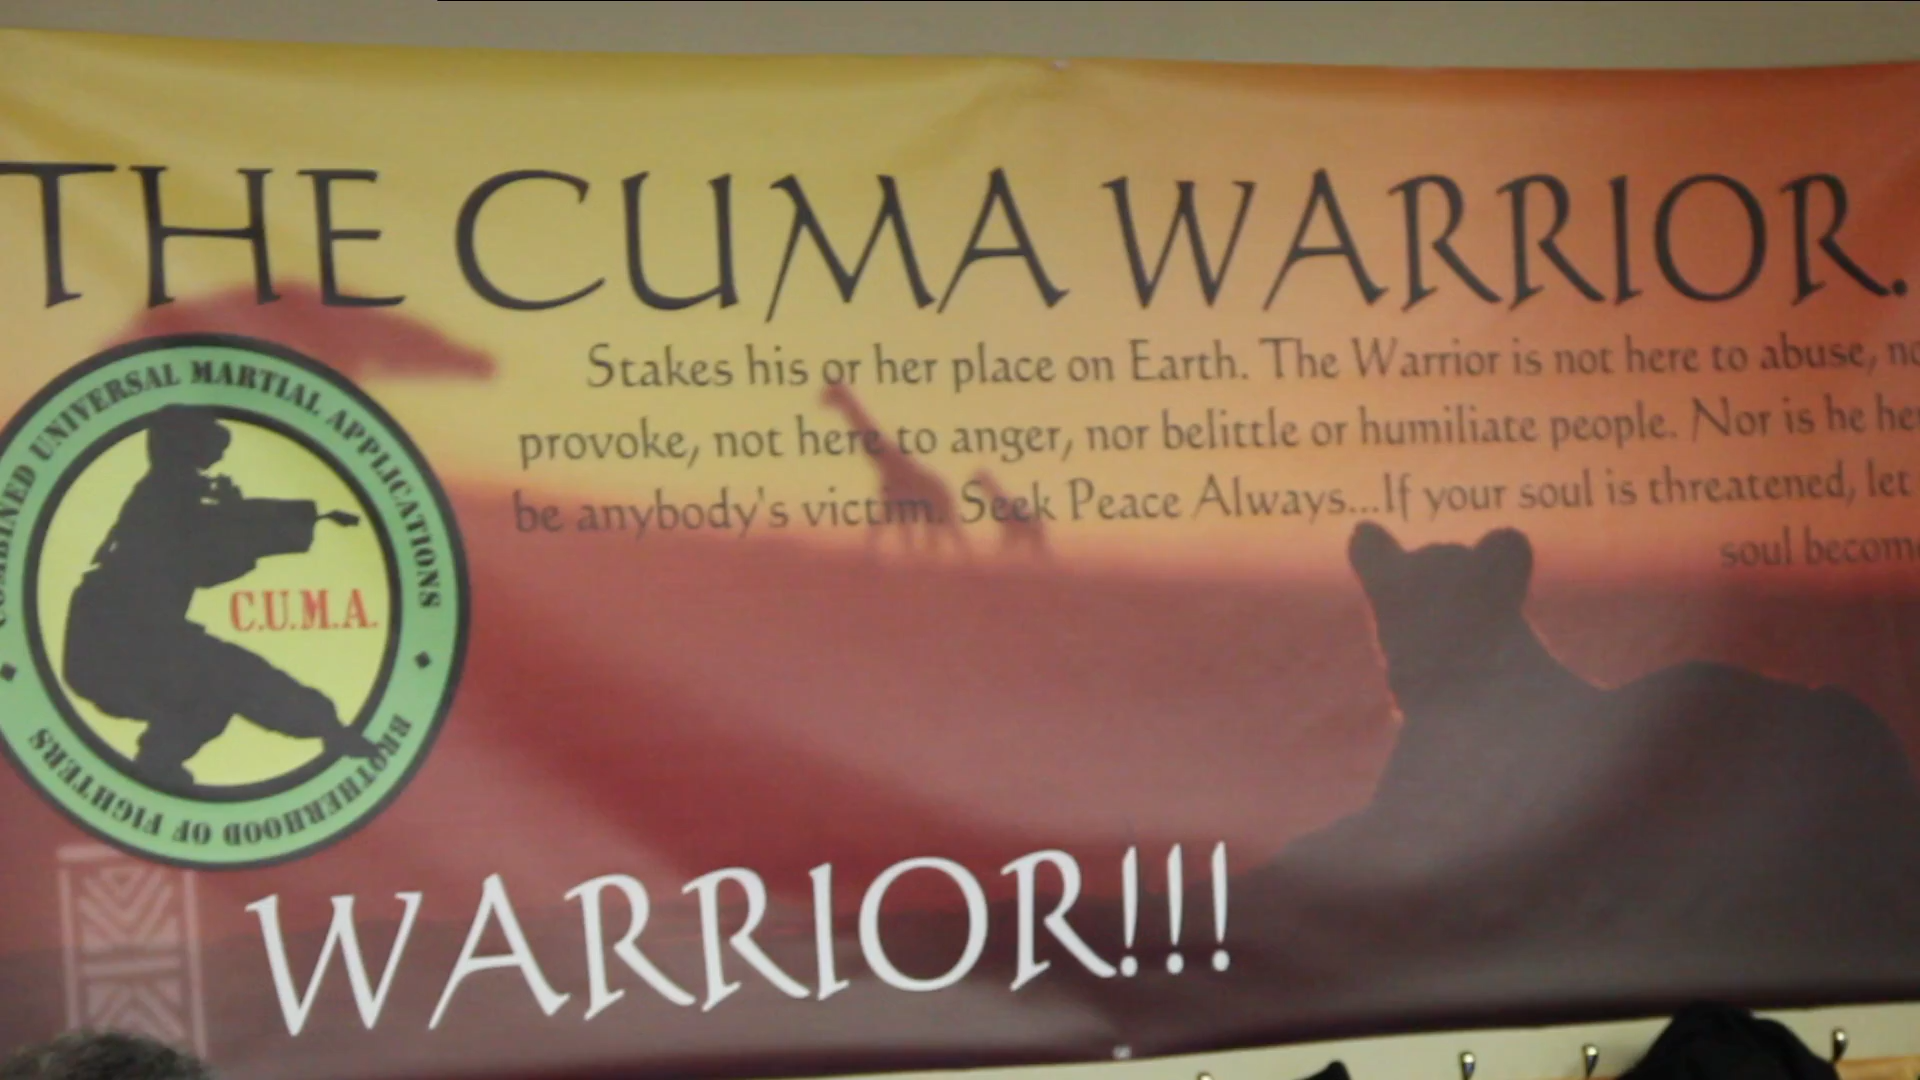 THE CUMA WARRIOR.
Stakes his or her place on Earth. The Warrior is not here to abuse,
provoke, not here to anger, nor belittle or humiliate people. Nor is he
be anybody's victim. Seek Peace Always...If your soul is threatened, let
soul
COMBINED UNIVERSAL MARTIAL APPLICATIONS
C.U.M.A.
BROTHERHOOD OF FIGHTERS
WARRIOR!!!